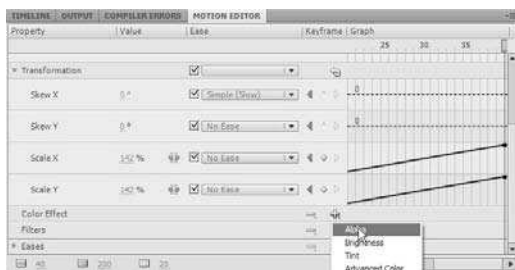 TIMELINE OUTPUT COMPILER ERRORS MOTION EDITOR
Property Value Ease Keyframe Graph
25 30 35
Transformation
Skew X 0 ° Simple (Slow) 0
Skew Y 0 ° No Ease 0
Scale X 142 % No Ease
Scale Y 142 % No Ease
Color Effect
Alpha
Filters
Brightness
Eases
Tint
40 200 20
Advanced Color